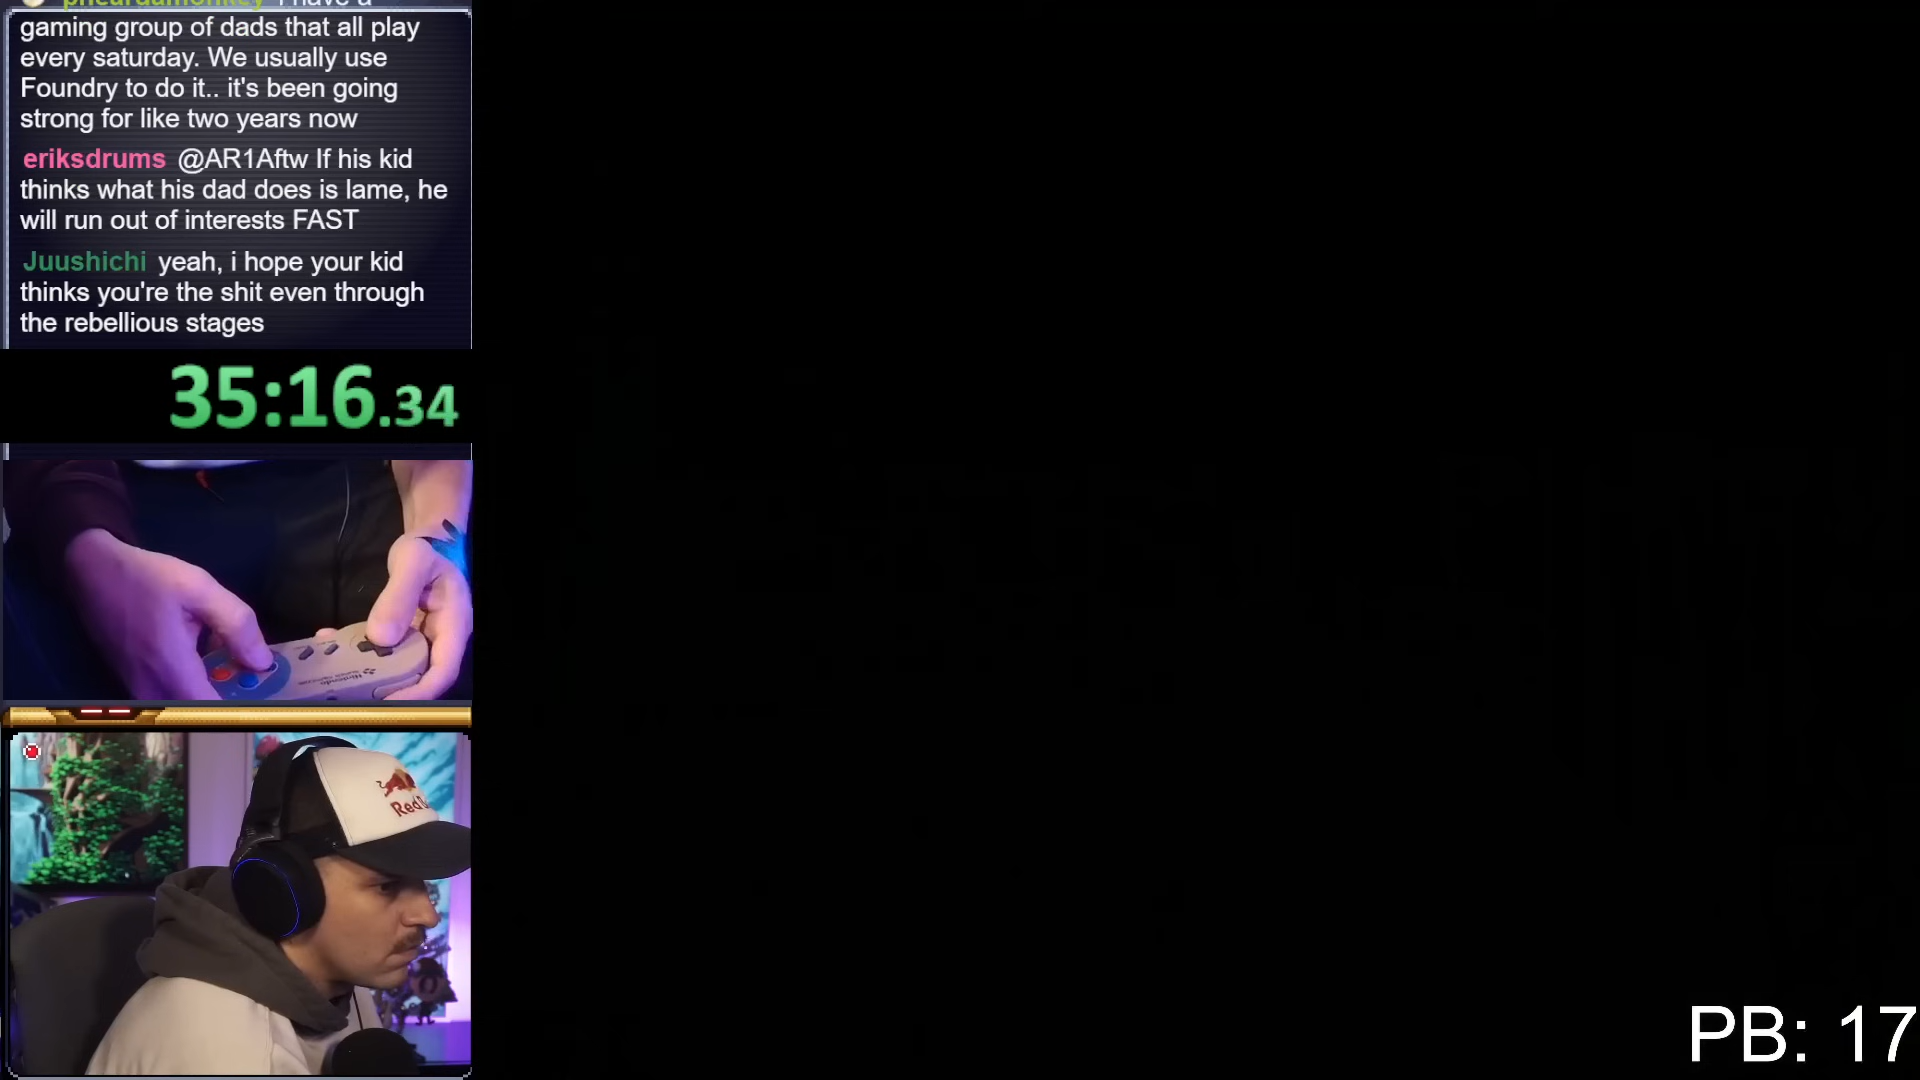 gaming group of dads that all play
every saturday. We usually use
Foundry to do it.. it's been going
strong for like two years now
eriksdrums @AR1Aftw If his kid
thinks what his dad does is lame, he
will run out of interests FAST
Juushichi yeah, i hope your kid
thinks you're the shit even through
the rebellious stages
35:16.34
Red
PB: 17